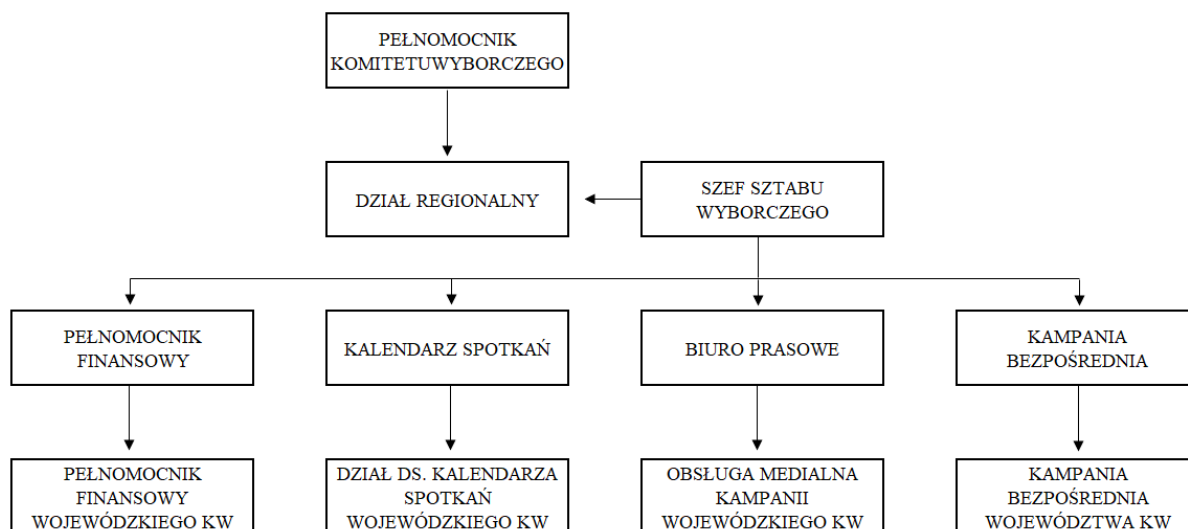 PEŁNOMOCNIK
KOMITETUWYBORCZEGO
DZIAŁ REGIONALNY
SZEF SZTABU
WYBORCZEGO
PEŁNOMOCNIK
FINANSOWY
KALENDARZ SPOTKAŃ
BIURO PRASOWE
KAMPANIA
BEZPOŚREDNIA
PEŁNOMOCNIK
FINANSOWY
WOJEWÓDZKIEGO KW
DZIAŁ DS. KALENDARZA
SPOTKAŃ
WOJEWÓDZKIEGO KW
OBSŁUGA MEDIALNA
KAMPANII
WOJEWÓDZKIEGO KW
KAMPANIA
BEZPOŚREDNIA
WOJEWÓDZTWA KW